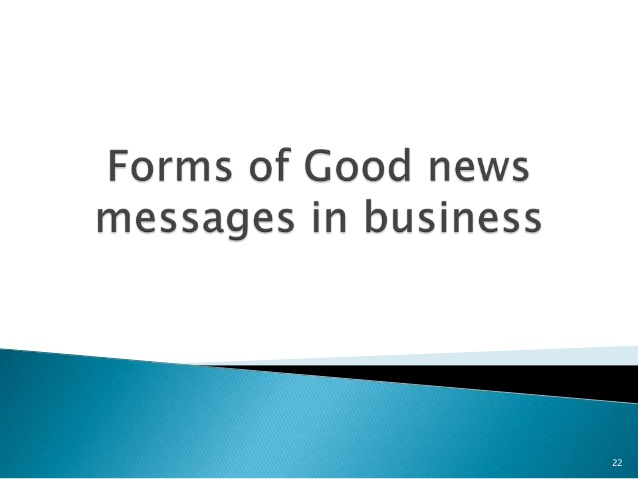 Forms of Good news
messages in business
22